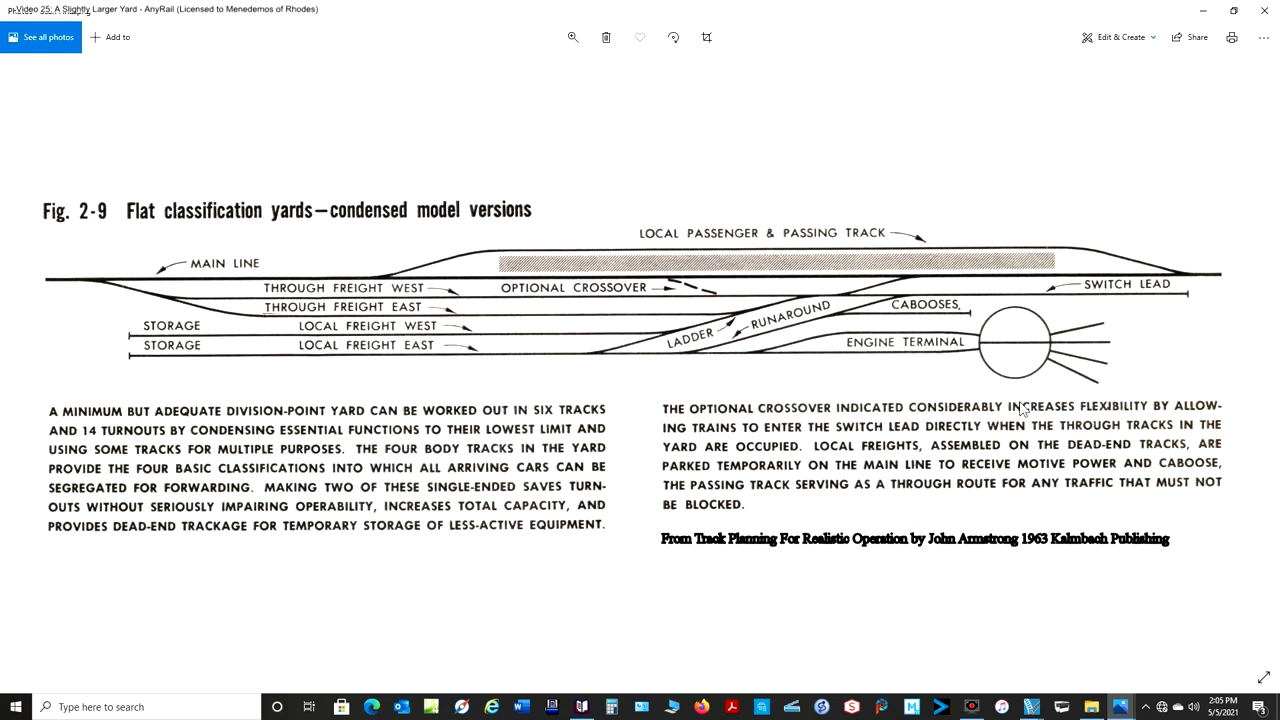 Video 25: A Slightly Larger Yard - AnyRail (Licensed to Menedemos of Rhodes)
See all photos
Add to
Edit & Create
Share
Fig. 2-9 Flat classification yards—condensed model versions
LOCAL PASSENGER & PASSING TRACK
MAIN LINE
THROUGH FREIGHT WEST
OPTIONAL CROSSOVER
SWITCH LEAD
THROUGH FREIGHT EAST
CABOOSES,
STORAGE LOCAL FREIGHT WEST
LADDER
RUNAROUND
STORAGE LOCAL FREIGHT EAST
ENGINE TERMINAL
A MINIMUM BUT ADEQUATE DIVISION-POINT YARD CAN BE WORKED OUT IN SIX TRACKS
AND 14 TURNOUTS BY CONDENSING ESSENTIAL FUNCTIONS TO THEIR LOWEST LIMIT AND
USING SOME TRACKS FOR MULTIPLE PURPOSES. THE FOUR BODY TRACKS IN THE YARD
PROVIDE THE FOUR BASIC CLASSIFICATIONS INTO WHICH ALL ARRIVING CARS CAN BE
SEGREGATED FOR FORWARDING. MAKING TWO OF THESE SINGLE-ENDED SAVES TURN-
OUTS WITHOUT SERIOUSLY IMPAIRING OPERABILITY, INCREASES TOTAL CAPACITY, AND
PROVIDES DEAD-END TRACKAGE FOR TEMPORARY STORAGE OF LESS-ACTIVE EQUIPMENT.
THE OPTIONAL CROSSOVER INDICATED CONSIDERABLY INCREASES FLEXIBILITY BY ALLOW-
ING TRAINS TO ENTER THE SWITCH LEAD DIRECTLY WHEN THE THROUGH TRACKS IN THE
YARD ARE OCCUPIED. LOCAL FREIGHTS, ASSEMBLED ON THE DEAD-END TRACKS, ARE
PARKED TEMPORARILY ON THE MAIN LINE TO RECEIVE MOTIVE POWER AND CABOOSE,
THE PASSING TRACK SERVING AS A THROUGH ROUTE FOR ANY TRAFFIC THAT MUST NOT
BE BLOCKED.
From Track Planning For Realistic Operation by John Armstrong 1963 Kalmbach Publishing
Type here to search
2:05 PM
5/5/2021